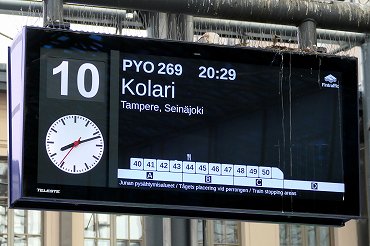 10
PYO 269 20:29
Kolari
Tampere, Seinäjoki
Fintraffic
40 41 42 43 44 45 46 47 48 49 50
A B C D
Junan pysähtymisalueet / Tågets placering vid perrongen / Train stopping areas
TELESTE